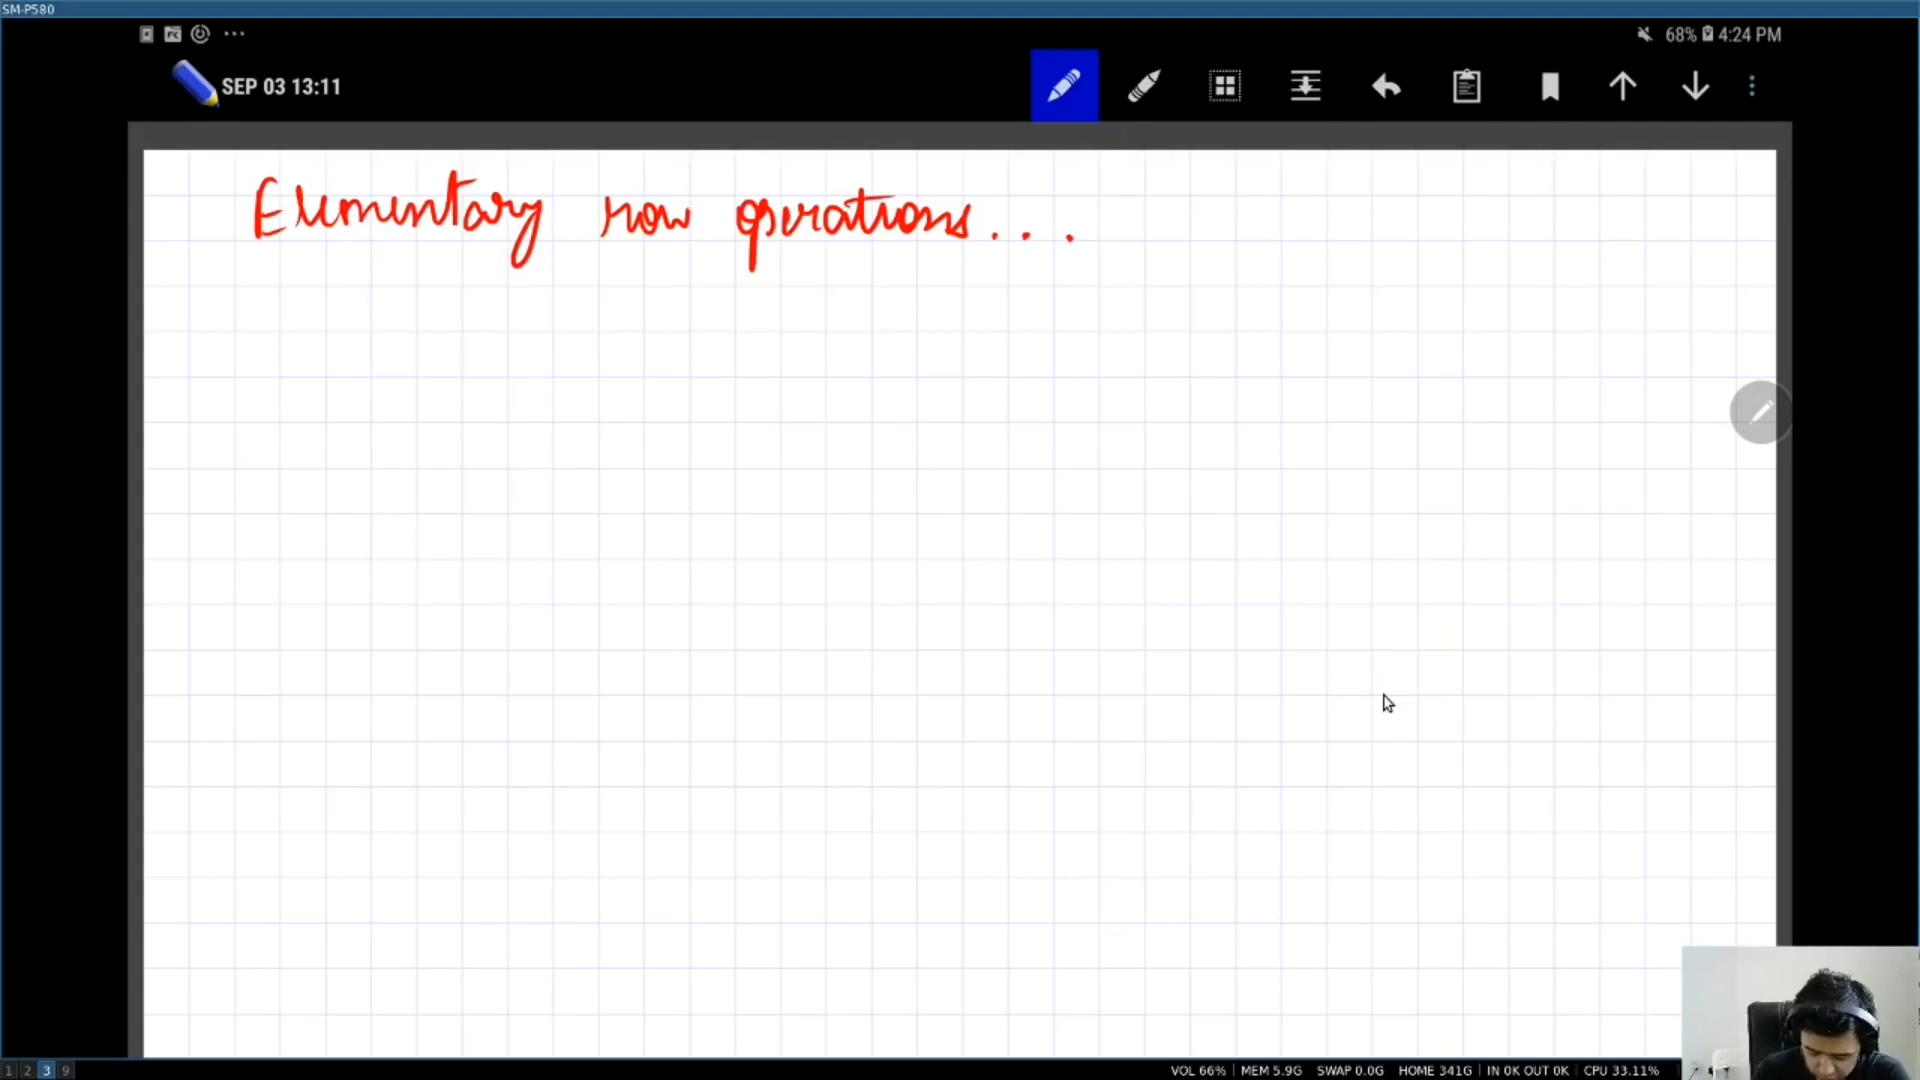 SM-P580
68% 4:24 PM
SEP 03 13:11
Elementary row operations...
1 2 3 9
VOL 66% | MEM 5.9G SWAP 0.0G HOME 341G | IN 0K OUT 0K | CPU 33.11%